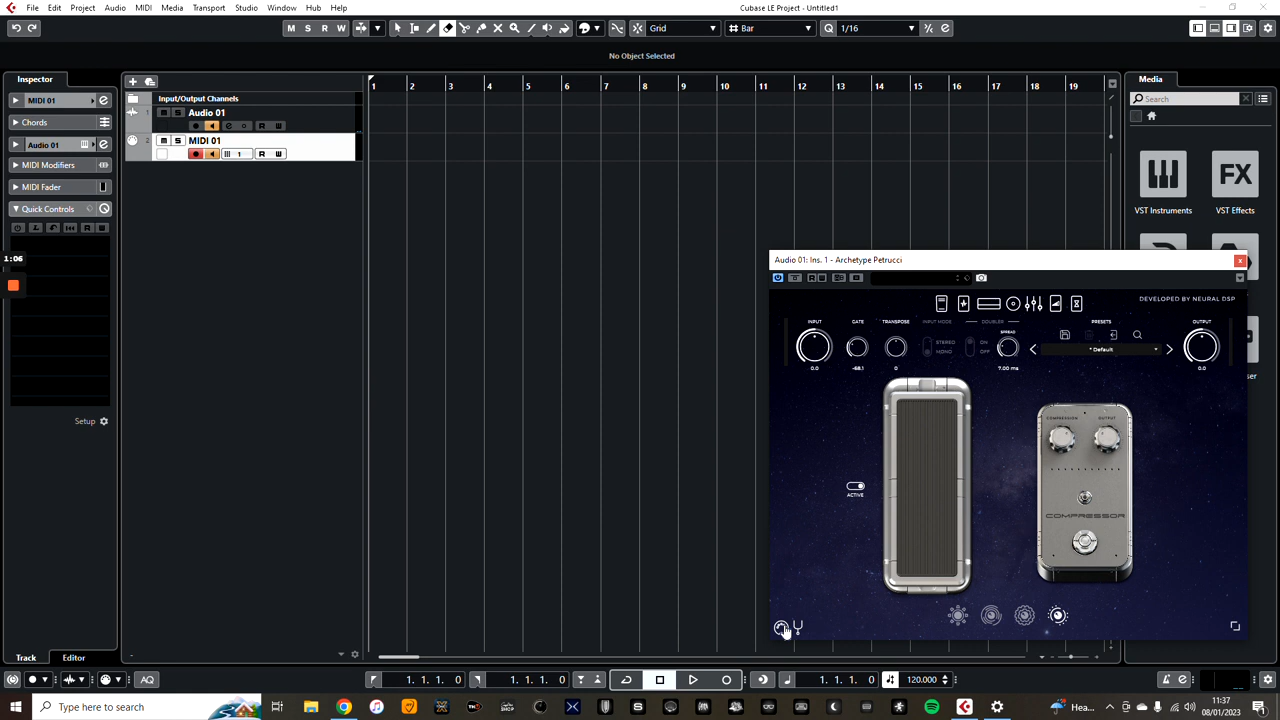 Cubase LE Project - Untitled1
File Edit Project Audio MIDI Media Transport Studio Window Hub Help
M S R W Grid Bar Q 1/16
No Object Selected
Inspector
Media
MIDI 01
Chords
Audio 01
MIDI Modifiers
MIDI Fader
Quick Controls
R
1:06
Setup
Input/Output Channels
1 Audio 01
M S
R W
2 MIDI 01
M S
1 R W
1 2 3 4 5 6 7 8 9 10 11 12 13 14 15 16 17 18 19
Search
FX
VST Instruments VST Effects
Audio 01: Ins. 1 - Archetype Petrucci
DEVELOPED BY NEURAL DSP
INPUT GATE TRANSPOSE INPUT MODE DOUBLER SPREAD PRESETS OUTPUT
STEREO
MONO
ON
OFF
* Default
0.0 -68.1 0 7.00 ms 0.0
ACTIVE
COMPRESSION OUTPUT
COMPRESSOR
Track Editor
AQ 1. 1. 1. 0 1. 1. 1. 0 1. 1. 1. 0 120.000
Type here to search
Hea...
11:37
08/01/2023